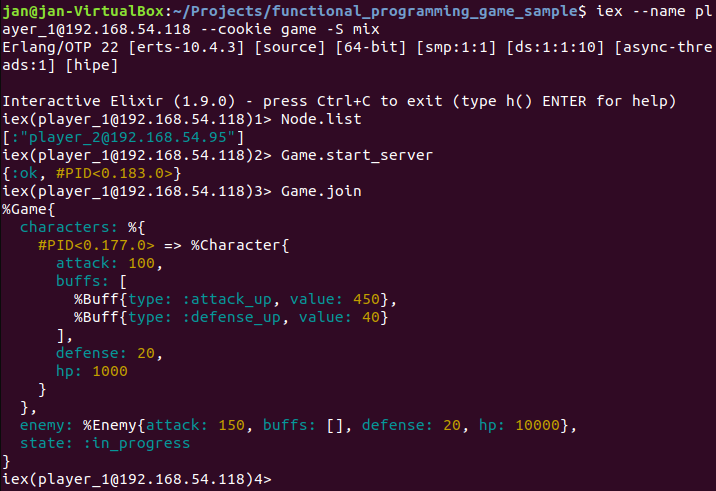 jan@jan-VirtualBox:~/Projects/functional_programming_game_sample$ iex --name pl
ayer_1@192.168.54.118 --cookie game -S mix
Erlang/OTP 22 [erts-10.4.3] [source] [64-bit] [smp:1:1] [ds:1:1:10] [async-thre
ads:1] [hipe]

Interactive Elixir (1.9.0) - press Ctrl+C to exit (type h() ENTER for help)
iex(player_1@192.168.54.118)1> Node.list
[:"player_2@192.168.54.95"]
iex(player_1@192.168.54.118)2> Game.start_server
{:ok, #PID<0.183.0>}
iex(player_1@192.168.54.118)3> Game.join
%Game{
  characters: %{
    #PID<0.177.0> => %Character{
      attack: 100,
      buffs: [
        %Buff{type: :attack_up, value: 450},
        %Buff{type: :defense_up, value: 40}
      ],
      defense: 20,
      hp: 1000
    }
  },
  enemy: %Enemy{attack: 150, buffs: [], defense: 20, hp: 10000},
  state: :in_progress
}
iex(player_1@192.168.54.118)4>